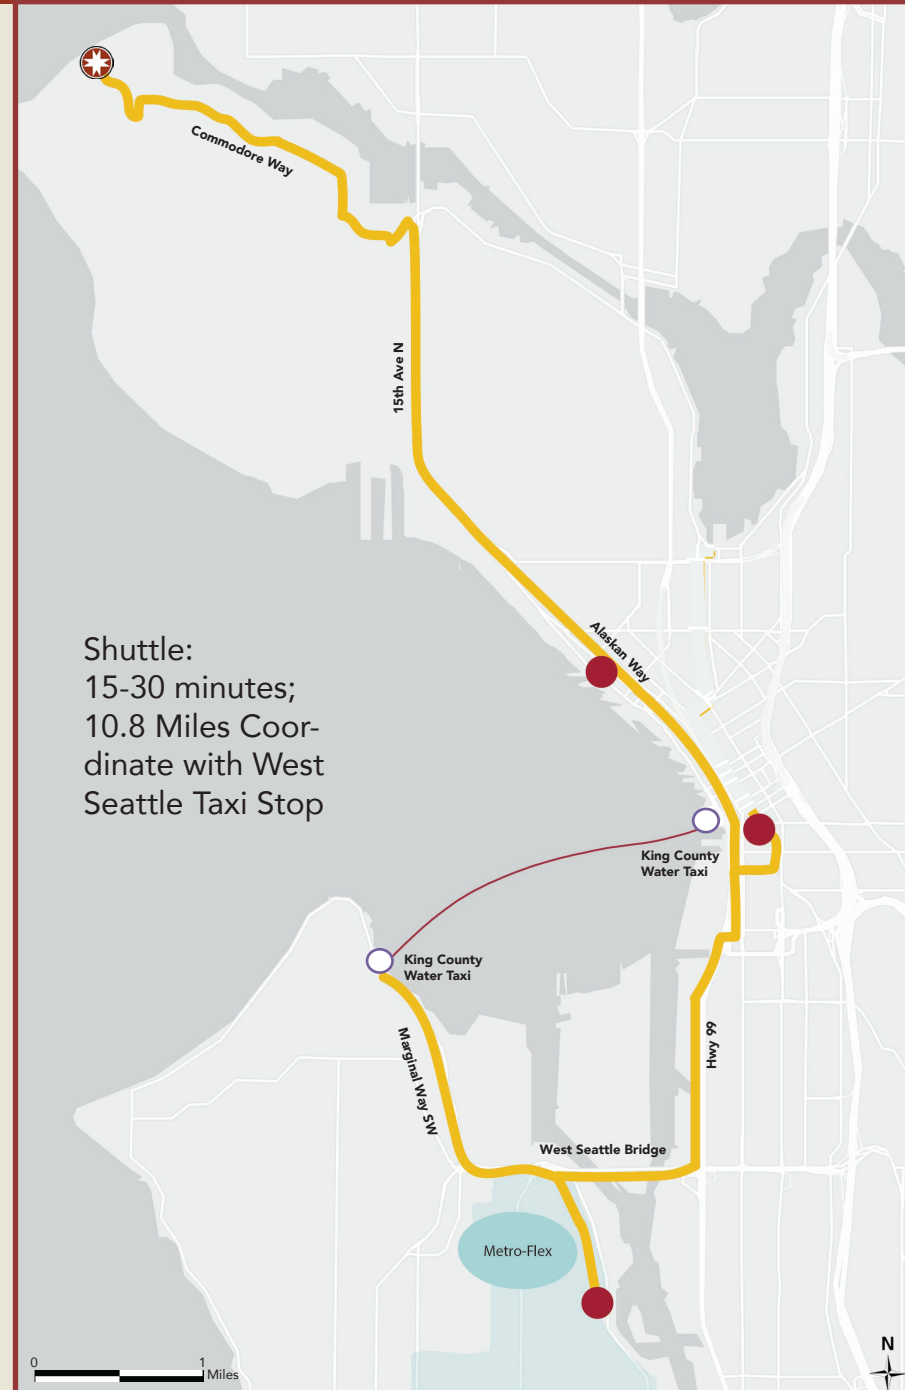 Commodore Way
15th Ave N
Alaskan Way
Shuttle:
15-30 minutes;
10.8 Miles Coor-
dinate with West
Seattle Taxi Stop
King County
Water Taxi
King County
Water Taxi
Marginal Way SW
Hwy 99
West Seattle Bridge
Metro-Flex
0 1
Miles
N